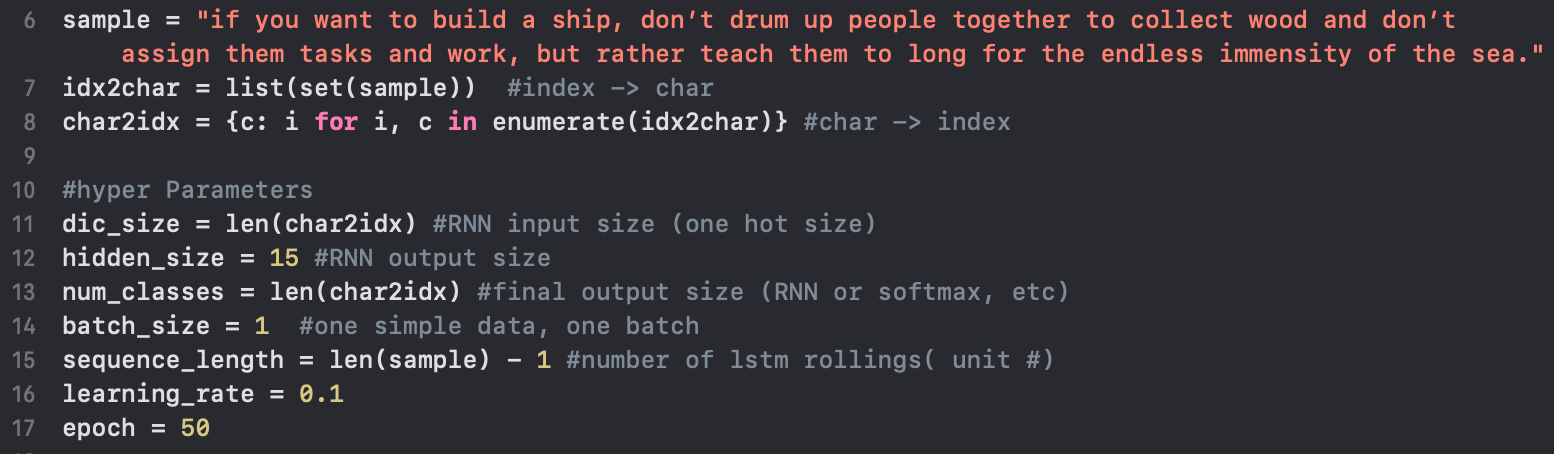 6 sample = "if you want to build a ship, don’t drum up people together to collect wood and don’t
assign them tasks and work, but rather teach them to long for the endless immensity of the sea."
7 idx2char = list(set(sample))  #index -> char
8 char2idx = {c: i for i, c in enumerate(idx2char)} #char -> index
9
10 #hyper Parameters
11 dic_size = len(char2idx) #RNN input size (one hot size)
12 hidden_size = 15 #RNN output size
13 num_classes = len(char2idx) #final output size (RNN or softmax, etc)
14 batch_size = 1  #one simple data, one batch
15 sequence_length = len(sample) - 1 #number of lstm rollings( unit #)
16 learning_rate = 0.1
17 epoch = 50